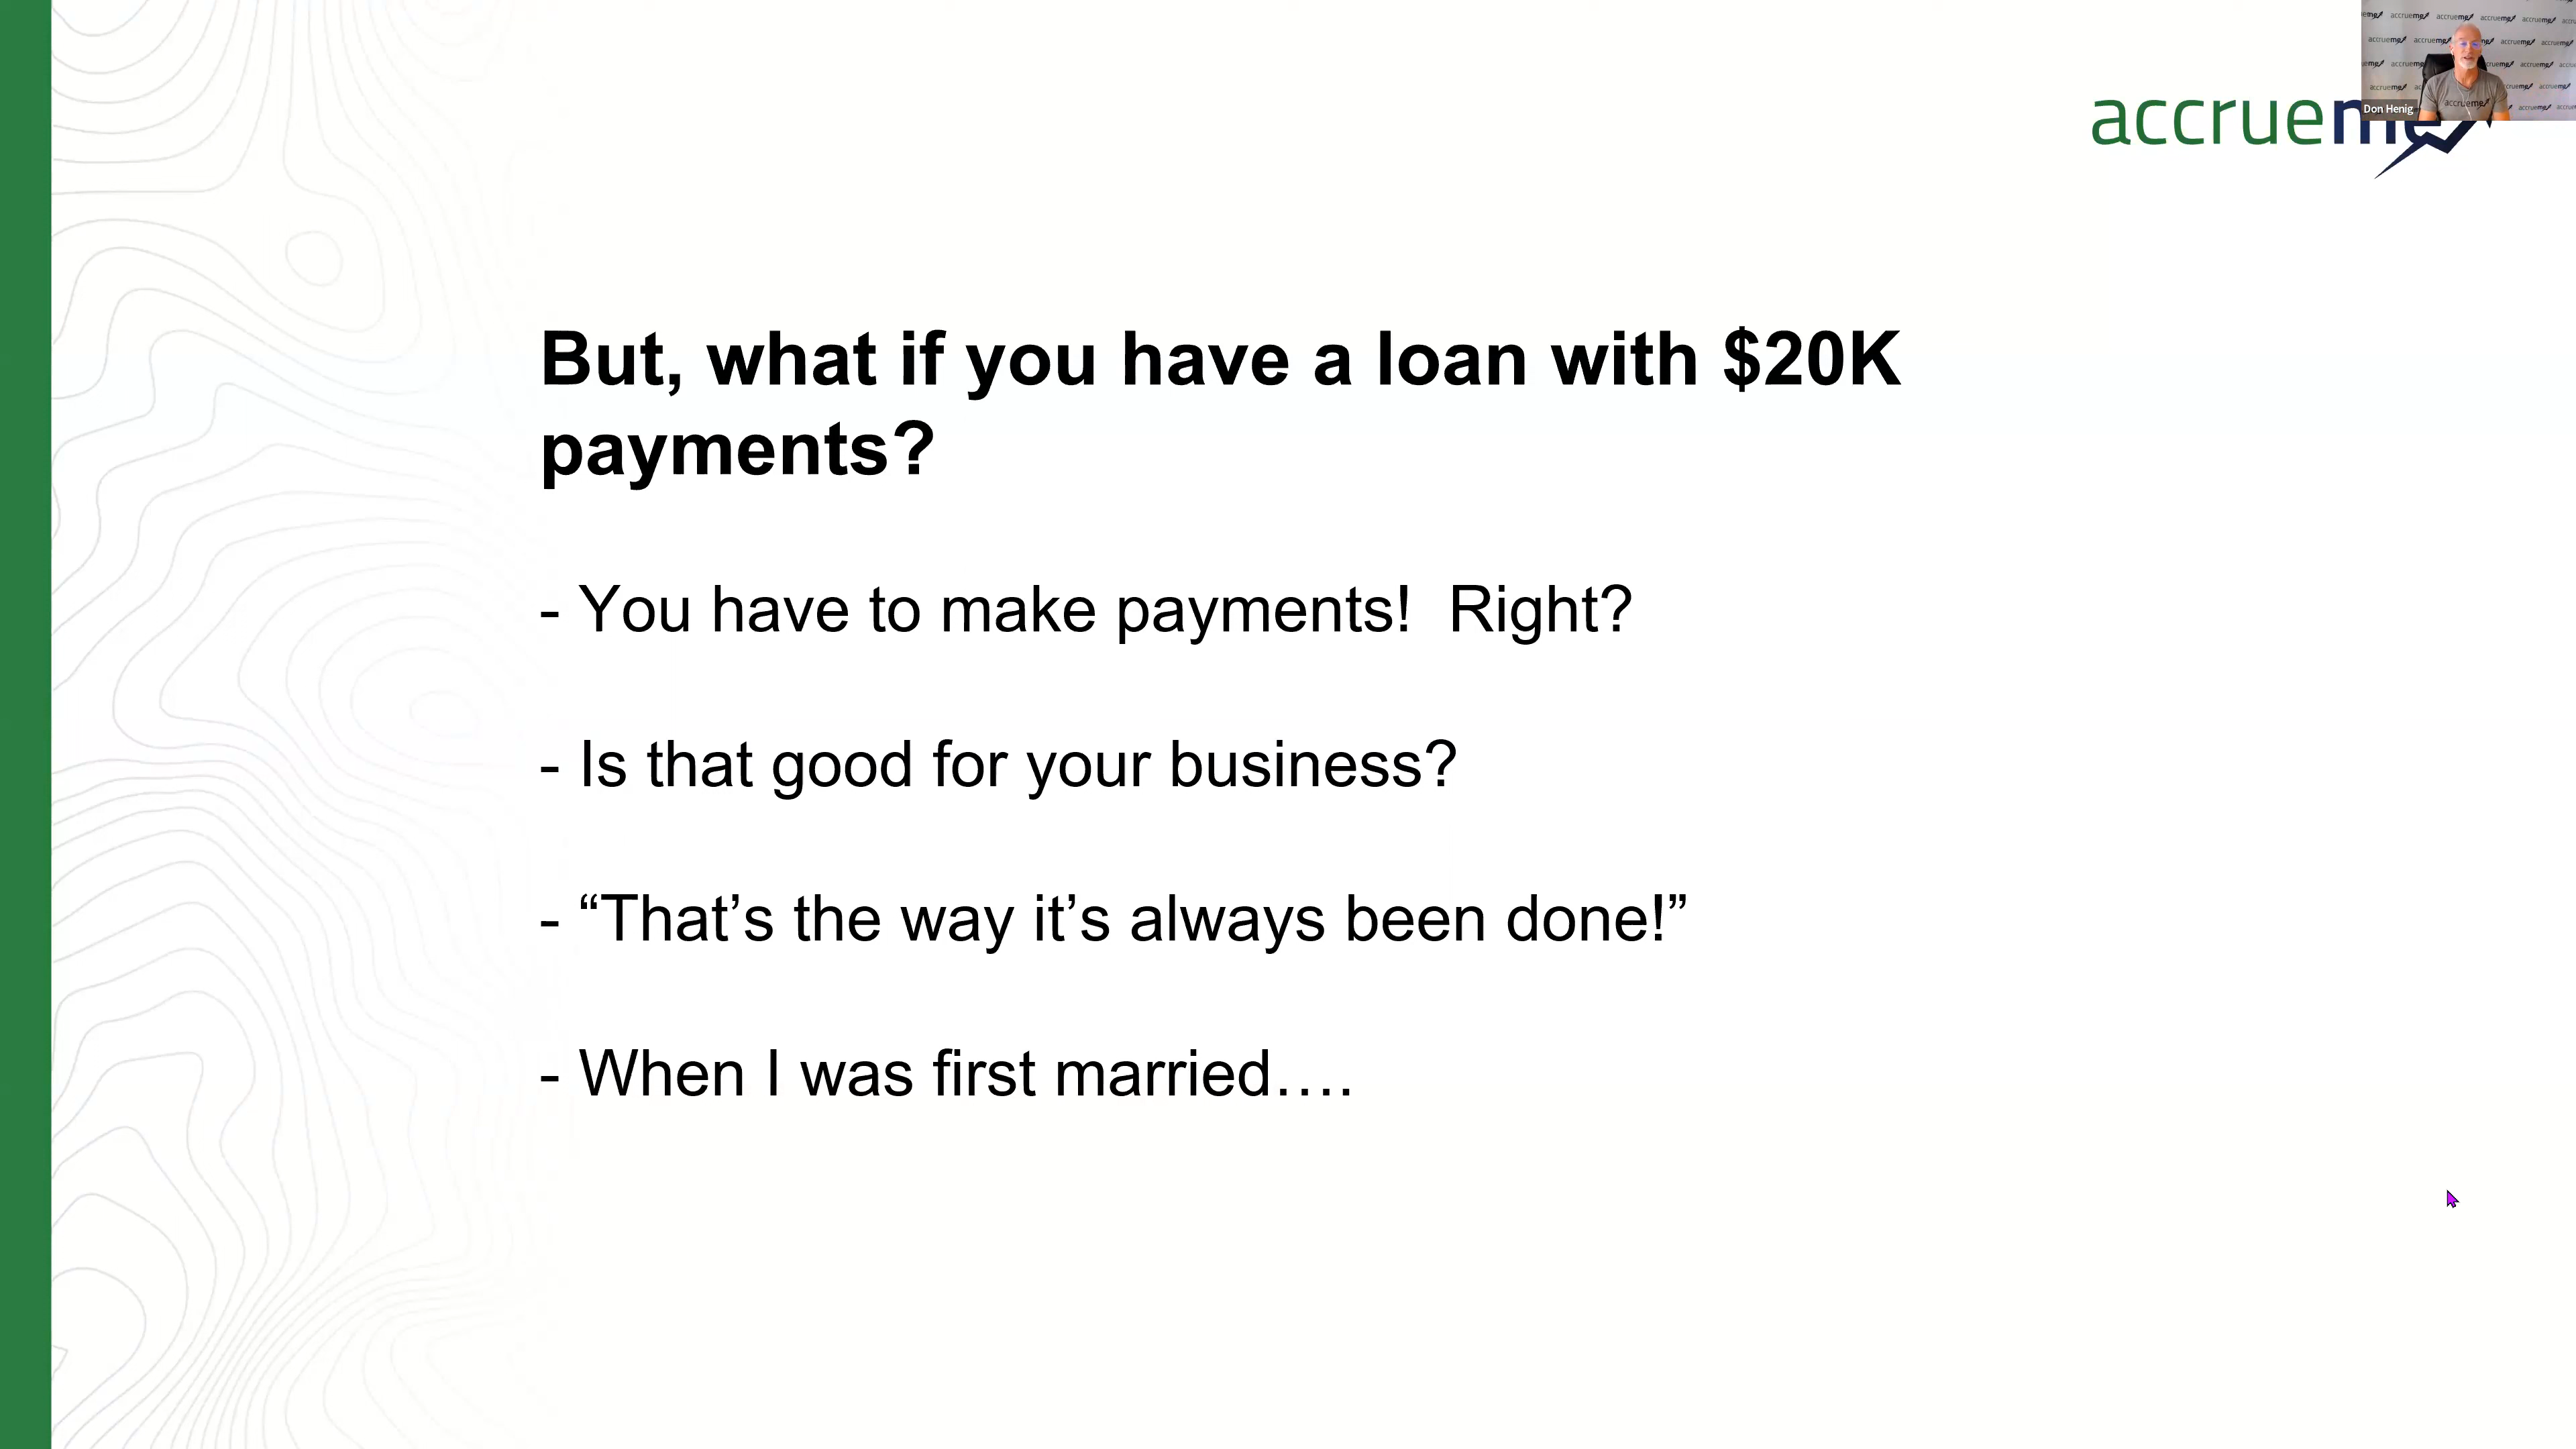 accrueme
Don Henig
But, what if you have a loan with $20K
payments?
- You have to make payments!  Right?
- Is that good for your business?
- “That’s the way it’s always been done!”
- When I was first married….